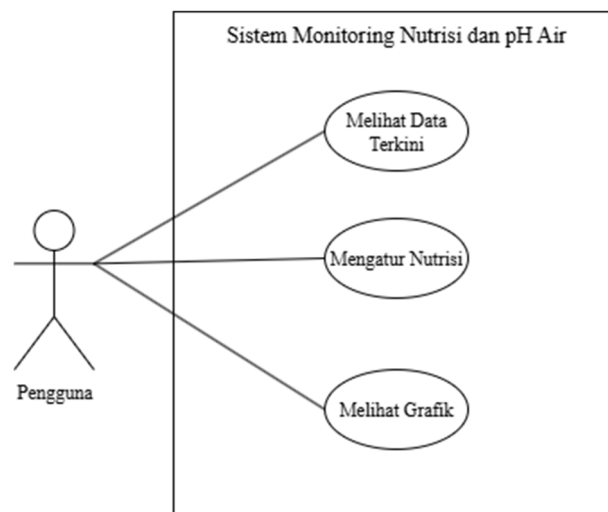 Sistem Monitoring Nutrisi dan pH Air
Melihat Data
Terkini
Mengatur Nutrisi
Pengguna
Melihat Grafik